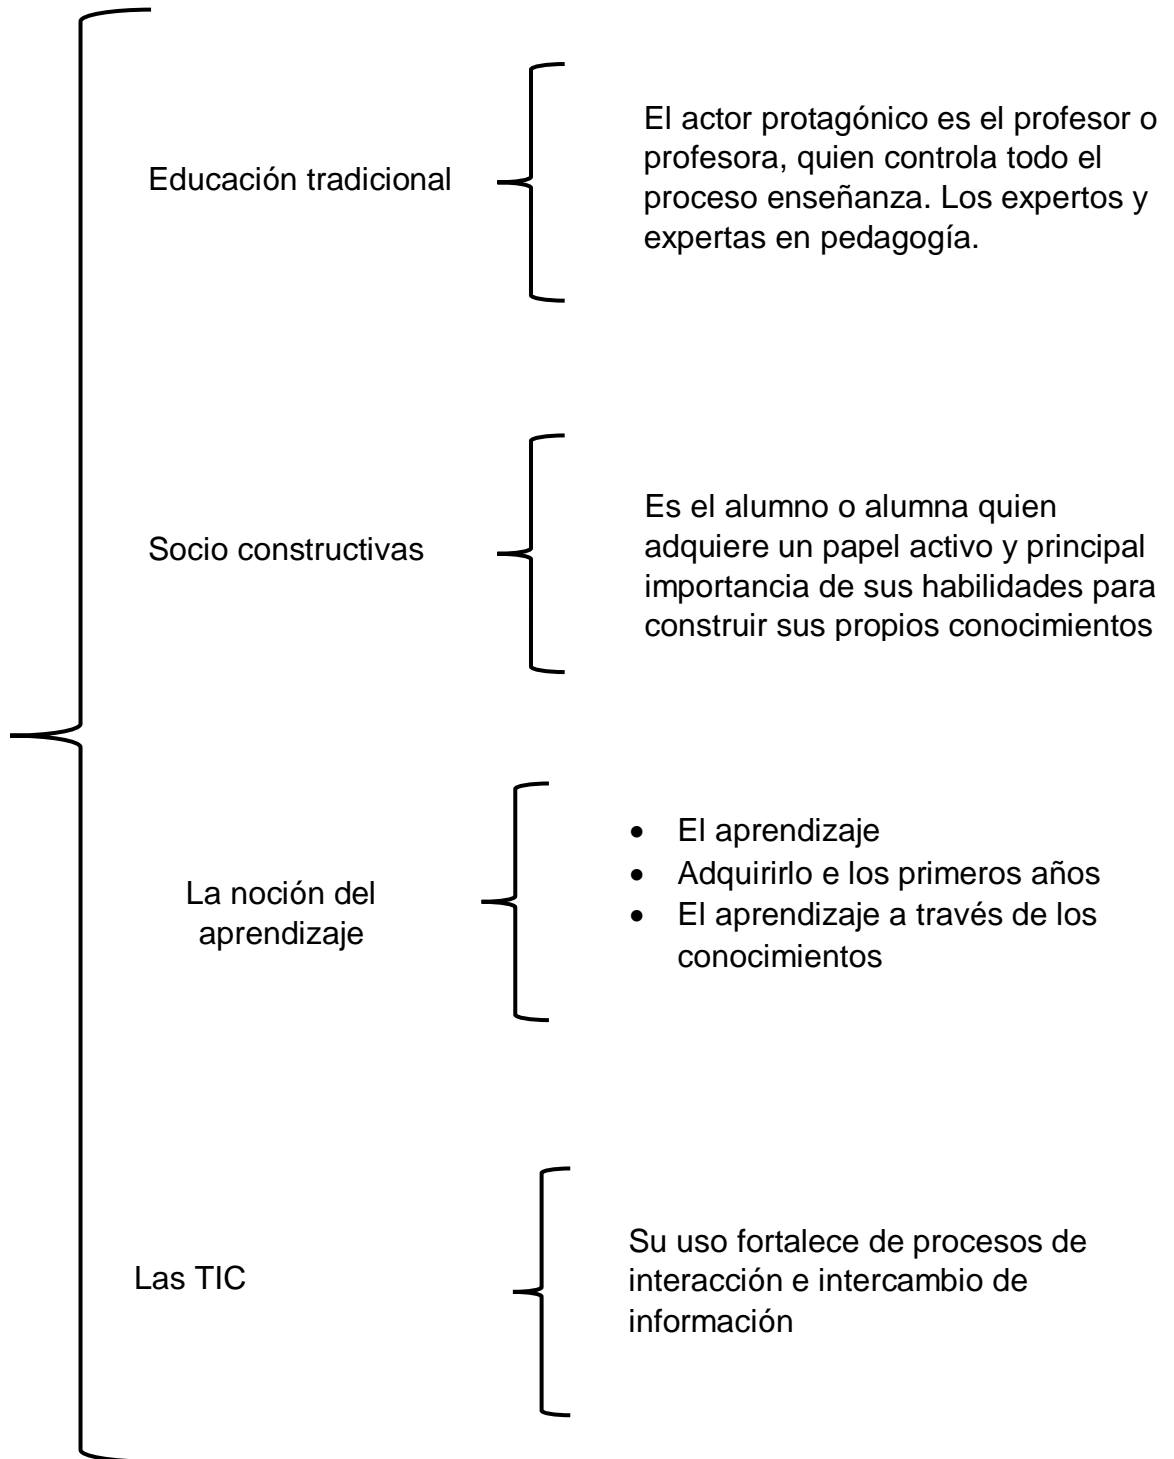 Educación tradicional
El actor protagónico es el profesor o
profesora, quien controla todo el
proceso enseñanza. Los expertos y
expertas en pedagogía.
Socio constructivas
Es el alumno o alumna quien
adquiere un papel activo y principal
importancia de sus habilidades para
construir sus propios conocimientos
La noción del
aprendizaje
• El aprendizaje
• Adquirirlo e los primeros años
• El aprendizaje a través de los
conocimientos
Las TIC
Su uso fortalece de procesos de
interacción e intercambio de
información